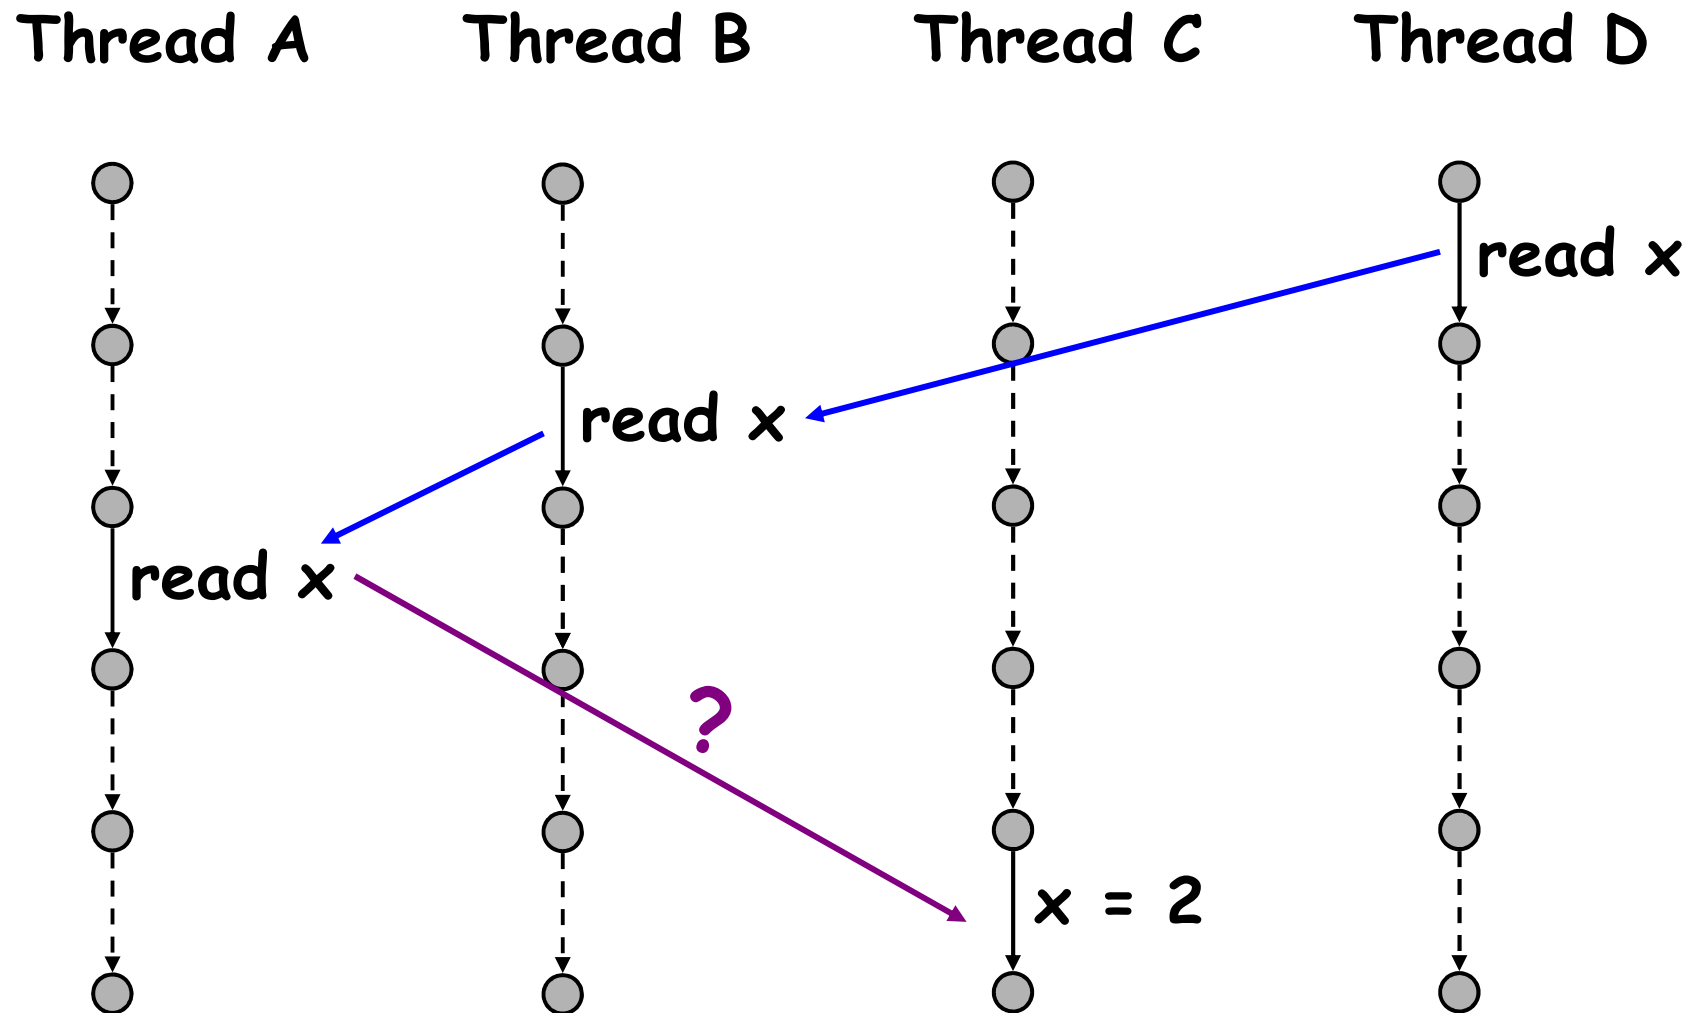 Thread A Thread B Thread C Thread D
read x
read x
read x
?
x = 2